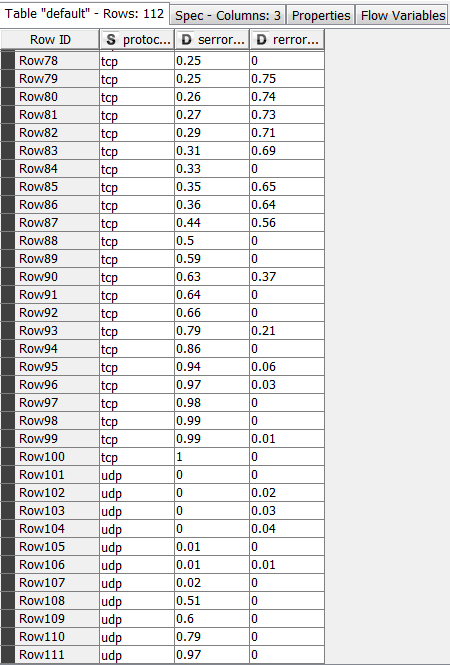 Table "default" - Rows: 112 Spec - Columns: 3 Properties Flow Variables
Row ID S protoc... D serror... D rerror...
Row78 tcp 0.25 0
Row79 tcp 0.25 0.75
Row80 tcp 0.26 0.74
Row81 tcp 0.27 0.73
Row82 tcp 0.29 0.71
Row83 tcp 0.31 0.69
Row84 tcp 0.33 0
Row85 tcp 0.35 0.65
Row86 tcp 0.36 0.64
Row87 tcp 0.44 0.56
Row88 tcp 0.5 0
Row89 tcp 0.59 0
Row90 tcp 0.63 0.37
Row91 tcp 0.64 0
Row92 tcp 0.66 0
Row93 tcp 0.79 0.21
Row94 tcp 0.86 0
Row95 tcp 0.94 0.06
Row96 tcp 0.97 0.03
Row97 tcp 0.98 0
Row98 tcp 0.99 0
Row99 tcp 0.99 0.01
Row100 tcp 1 0
Row101 udp 0 0
Row102 udp 0 0.02
Row103 udp 0 0.03
Row104 udp 0 0.04
Row105 udp 0.01 0
Row106 udp 0.01 0.01
Row107 udp 0.02 0
Row108 udp 0.51 0
Row109 udp 0.6 0
Row110 udp 0.79 0
Row111 udp 0.97 0